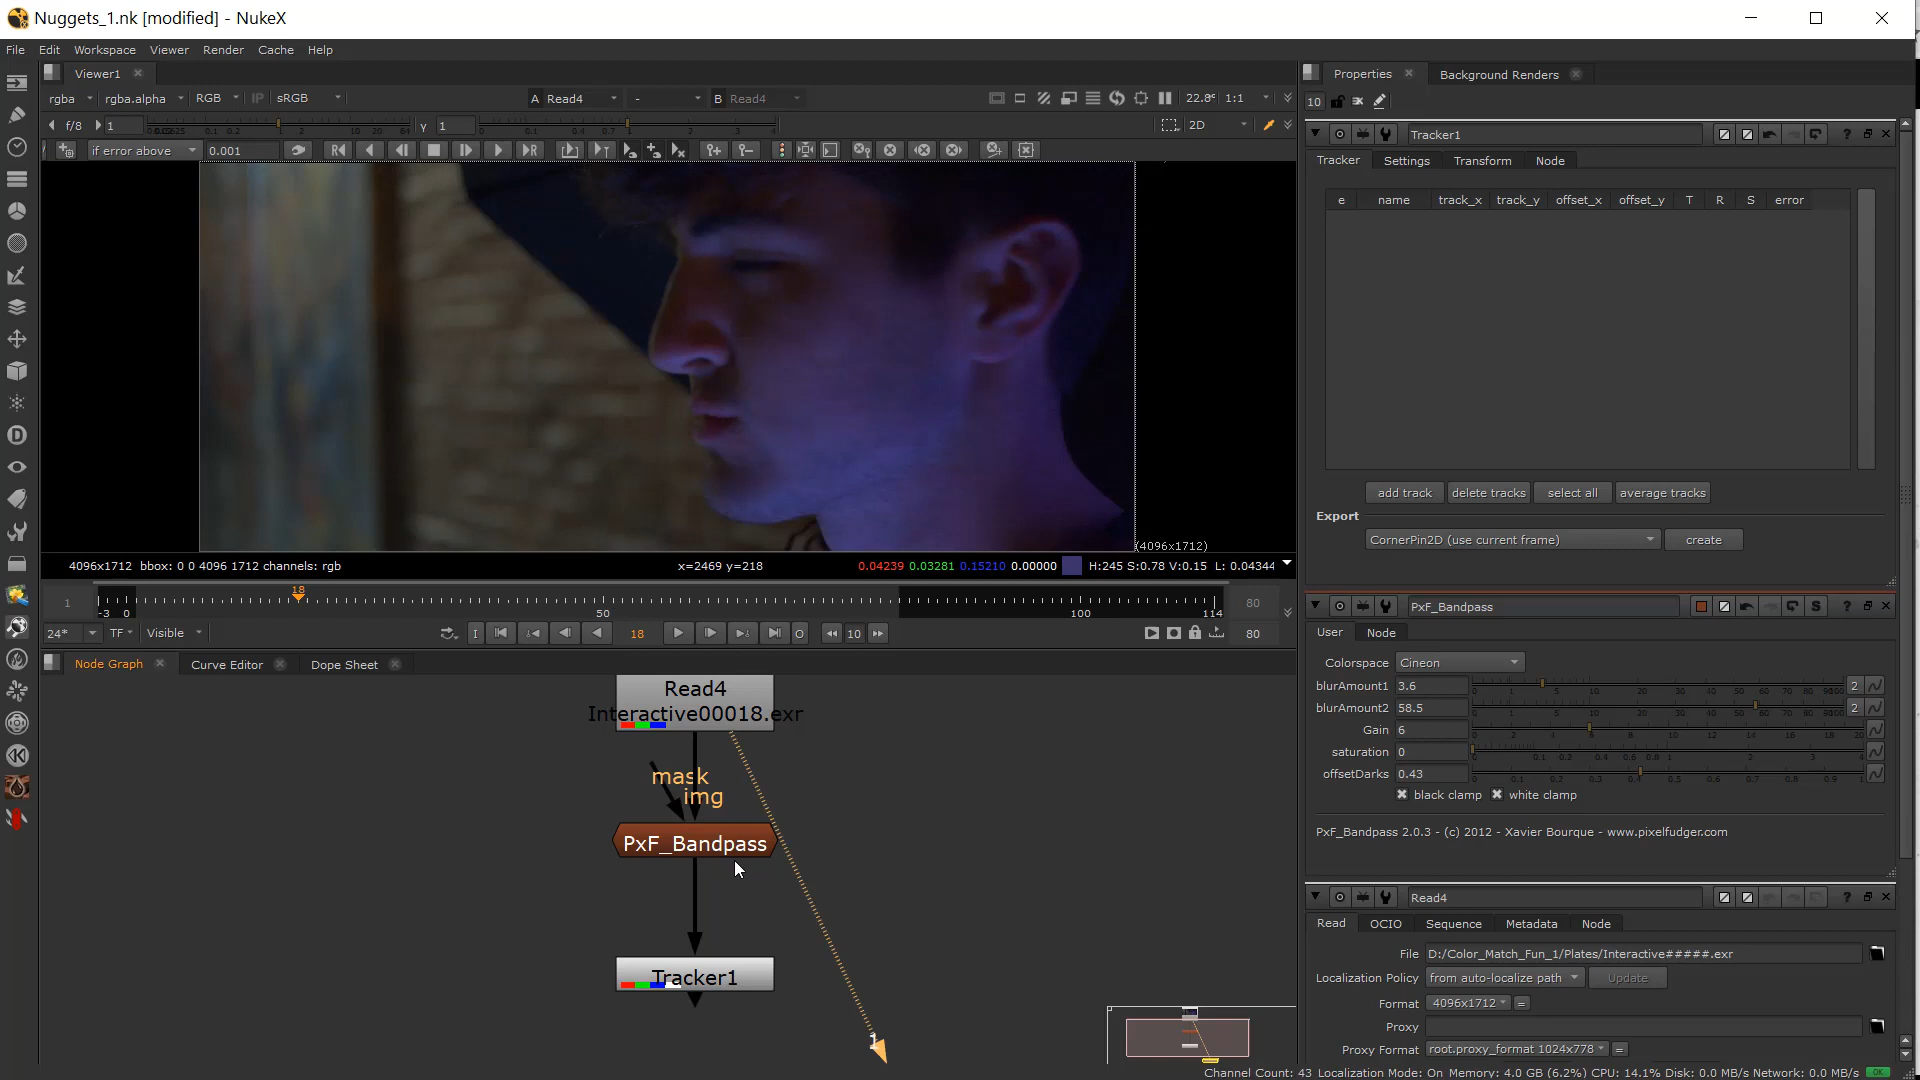 Nuggets_1.nk [modified] - NukeX
File Edit Workspace Viewer Render Cache Help
Viewer1
rgba rgba.alpha RGB IP sRGB A Read4 - B Read4 22.8% 1:1
f/8 1 y 1 2D
if error above 0.001
(4096x1712)
4096x1712 bbox: 0 0 4096 1712 channels: rgb x=2469 y=218 0.04239 0.03281 0.15210 0.00000 H:245 S:0.78 V:0.15 L: 0.04344
1 -3 0 18 50 100 114 80
24* TF Visible 18 10 80
Node Graph Curve Editor Dope Sheet
Read4
Interactive00018.exr
mask
img
PxF_Bandpass
Tracker1
1
Properties Background Renders
10
Tracker1
Tracker Settings Transform Node
e name track_x track_y offset_x offset_y T R S error
add track delete tracks select all average tracks
Export
CornerPin2D (use current frame) create
PxF_Bandpass S
User Node
Colorspace Cineon
blurAmount1 3.6 2
blurAmount2 58.5 2
Gain 6
saturation 0
offsetDarks 0.43
black clamp white clamp
PxF_Bandpass 2.0.3 - (c) 2012 - Xavier Bourque - www.pixelfudger.com
Read4
Read OCIO Sequence Metadata Node
File D:/Color_Match_Fun_1/Plates/Interactive#####.exr
Localization Policy from auto-localize path Update
Format 4096x1712 =
Proxy
Proxy Format root.proxy_format 1024x778 =
Channel Count: 43 Localization Mode: On Memory: 4.0 GB (6.2%) CPU: 14.1% Disk: 0.0 MB/s Network: 0.0 MB/s OK